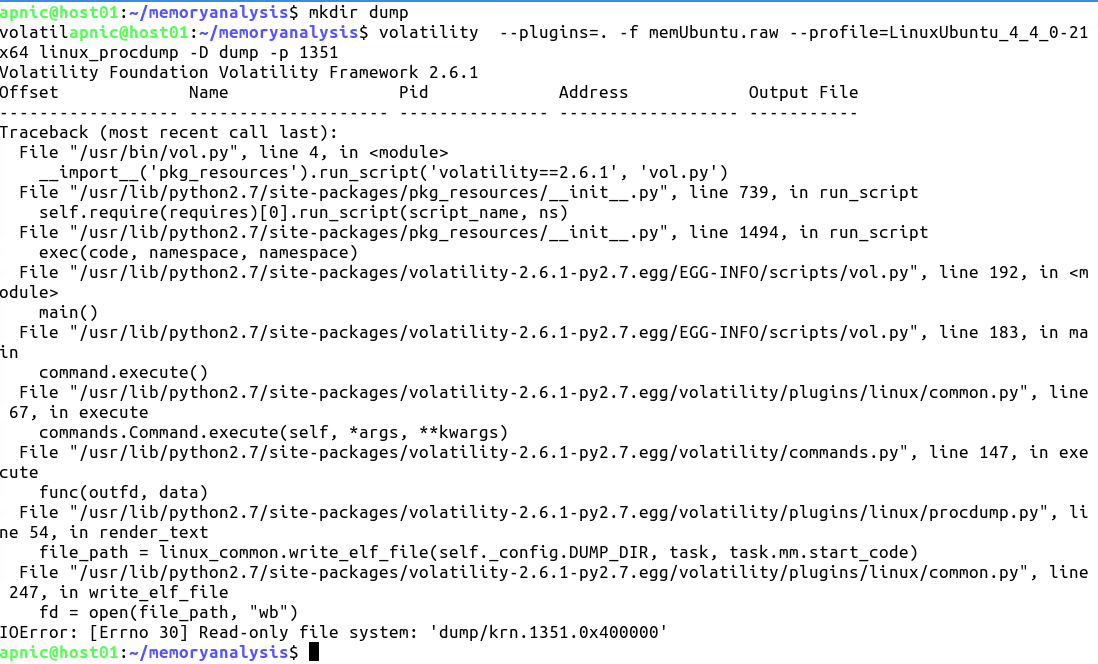 apnic@host01:~/memoryanalysis$ mkdir dump
volatilapnic@host01:~/memoryanalysis$ volatility  --plugins=. -f memUbuntu.raw --profile=LinuxUbuntu_4_4_0-21
x64 linux_procdump -D dump -p 1351
Volatility Foundation Volatility Framework 2.6.1
Offset             Name                 Pid             Address            Output File
------------------ -------------------- --------------- ------------------ -----------
Traceback (most recent call last):
  File "/usr/bin/vol.py", line 4, in <module>
    __import__('pkg_resources').run_script('volatility==2.6.1', 'vol.py')
  File "/usr/lib/python2.7/site-packages/pkg_resources/__init__.py", line 739, in run_script
    self.require(requires)[0].run_script(script_name, ns)
  File "/usr/lib/python2.7/site-packages/pkg_resources/__init__.py", line 1494, in run_script
    exec(code, namespace, namespace)
  File "/usr/lib/python2.7/site-packages/volatility-2.6.1-py2.7.egg/EGG-INFO/scripts/vol.py", line 192, in <m
odule>
    main()
  File "/usr/lib/python2.7/site-packages/volatility-2.6.1-py2.7.egg/EGG-INFO/scripts/vol.py", line 183, in ma
in
    command.execute()
  File "/usr/lib/python2.7/site-packages/volatility-2.6.1-py2.7.egg/volatility/plugins/linux/common.py", line
 67, in execute
    commands.Command.execute(self, *args, **kwargs)
  File "/usr/lib/python2.7/site-packages/volatility-2.6.1-py2.7.egg/volatility/commands.py", line 147, in exe
cute
    func(outfd, data)
  File "/usr/lib/python2.7/site-packages/volatility-2.6.1-py2.7.egg/volatility/plugins/linux/procdump.py", li
ne 54, in render_text
    file_path = linux_common.write_elf_file(self._config.DUMP_DIR, task, task.mm.start_code)
  File "/usr/lib/python2.7/site-packages/volatility-2.6.1-py2.7.egg/volatility/plugins/linux/common.py", line
 247, in write_elf_file
    fd = open(file_path, "wb")
IOError: [Errno 30] Read-only file system: 'dump/krn.1351.0x400000'
apnic@host01:~/memoryanalysis$